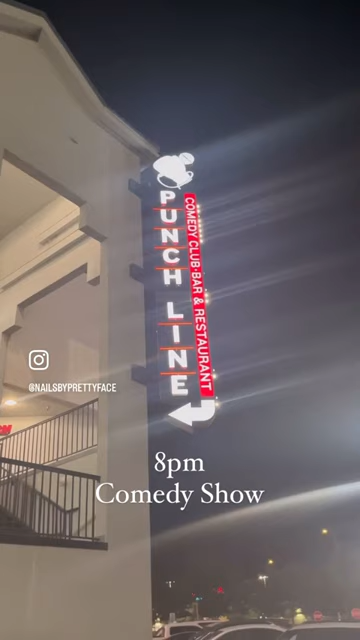 PUNCH LINE
COMEDY CLUB·BAR & RESTAURANT
@NAILSBYPRETTYFACE
8pm
Comedy Show